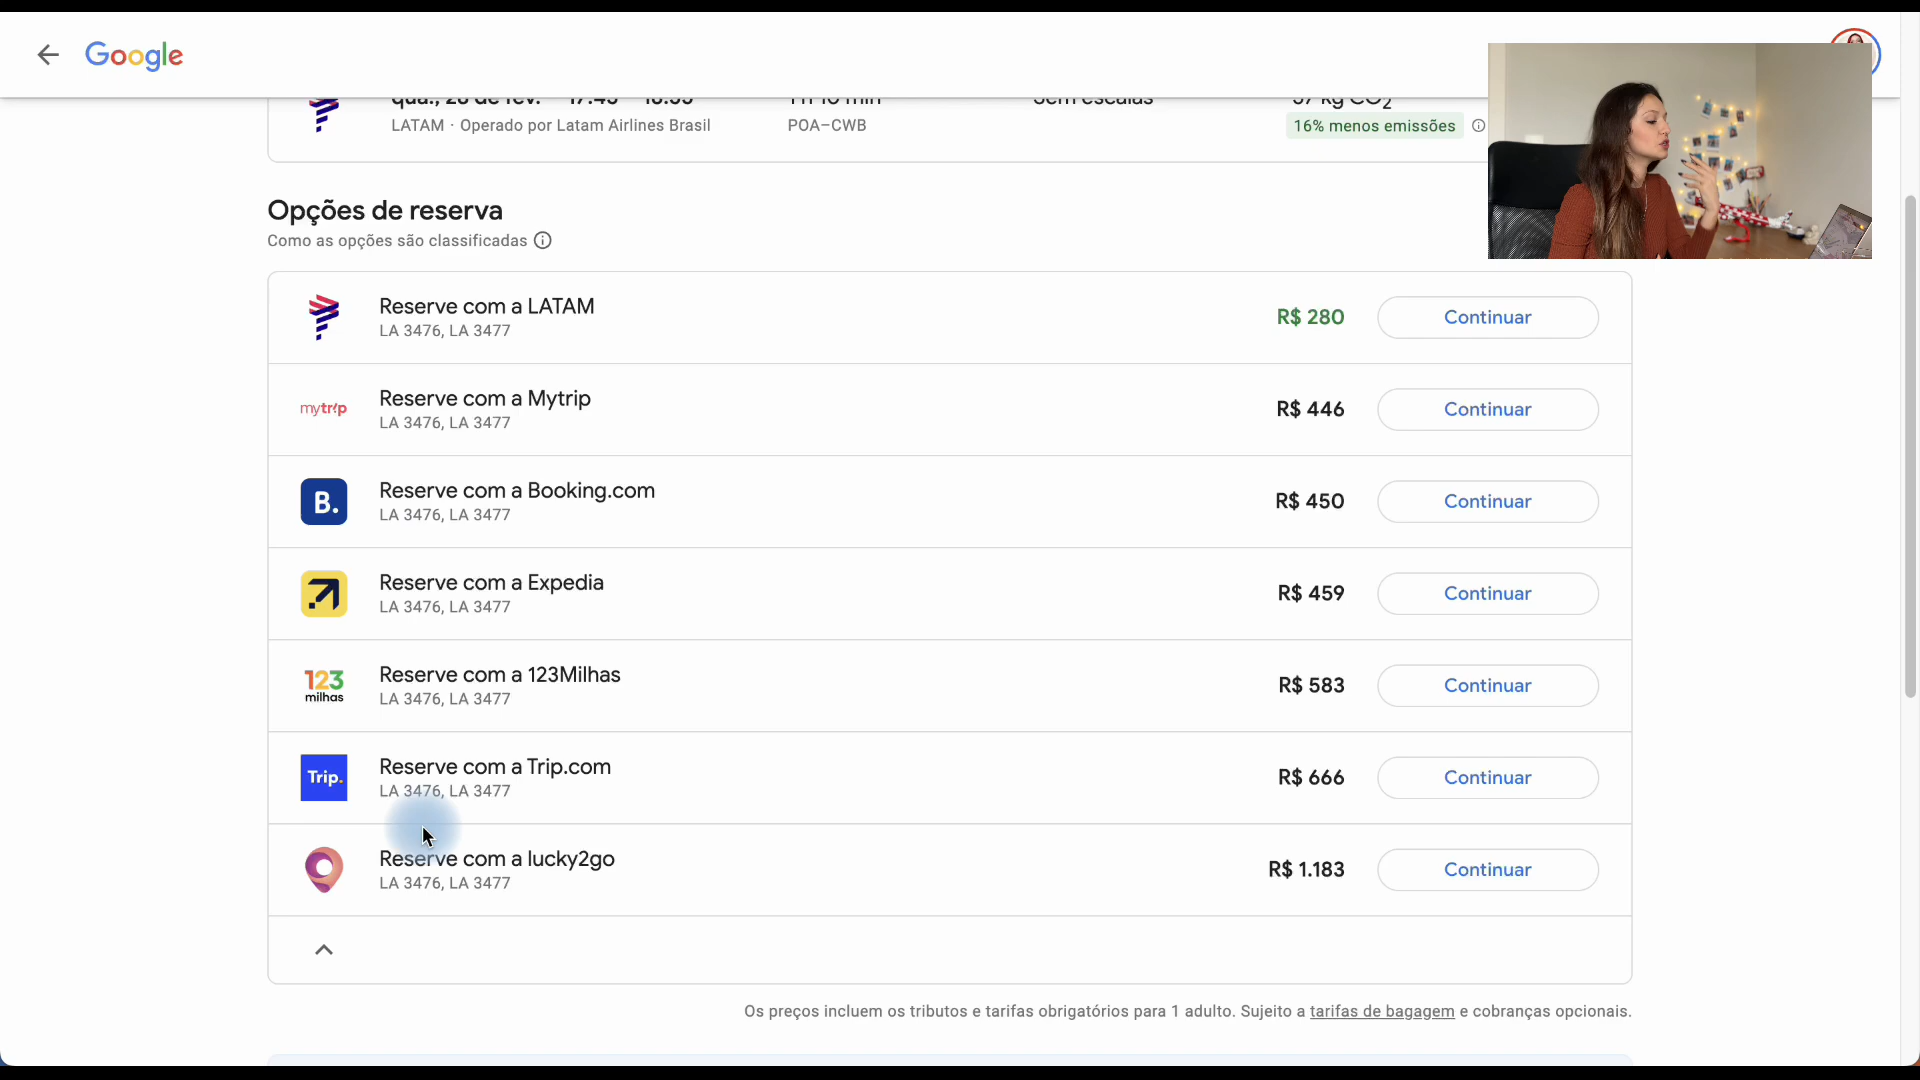 Google
LATAM · Operado por Latam Airlines Brasil
POA–CWB
16% menos emissões
Opções de reserva
Como as opções são classificadas
Reserve com a LATAM
LA 3476, LA 3477
R$ 280
Continuar
mytrip
Reserve com a Mytrip
LA 3476, LA 3477
R$ 446
Continuar
B.
Reserve com a Booking.com
LA 3476, LA 3477
R$ 450
Continuar
Reserve com a Expedia
LA 3476, LA 3477
R$ 459
Continuar
123
milhas
Reserve com a 123Milhas
LA 3476, LA 3477
R$ 583
Continuar
Trip.
Reserve com a Trip.com
LA 3476, LA 3477
R$ 666
Continuar
Reserve com a lucky2go
LA 3476, LA 3477
R$ 1.183
Continuar
Os preços incluem os tributos e tarifas obrigatórios para 1 adulto. Sujeito a tarifas de bagagem e cobranças opcionais.